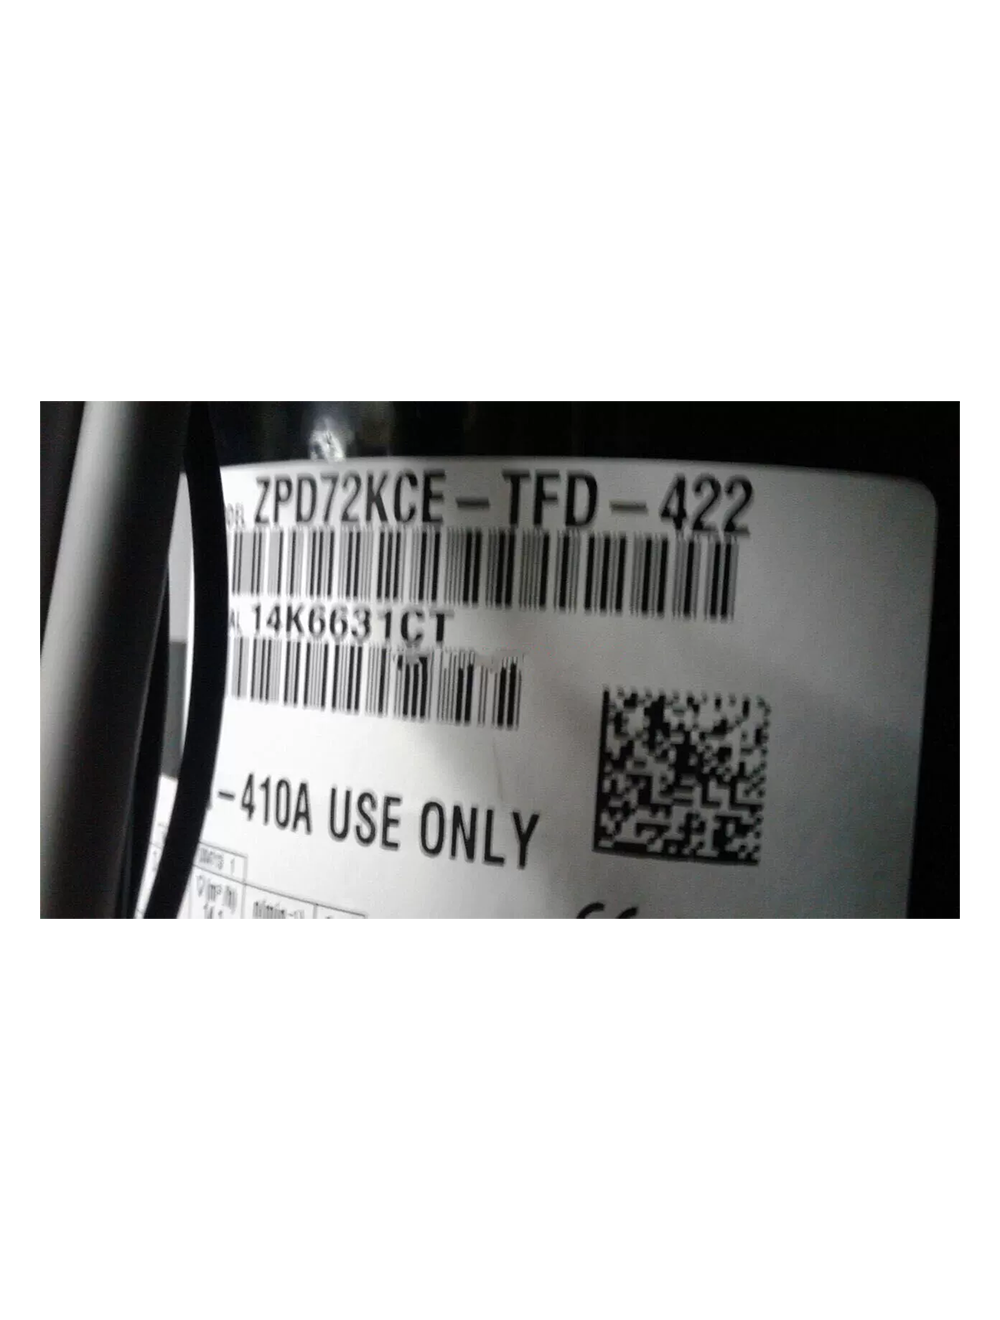 ZPD72KCE-TFD-422
14K6631CT
-410A USE ONLY